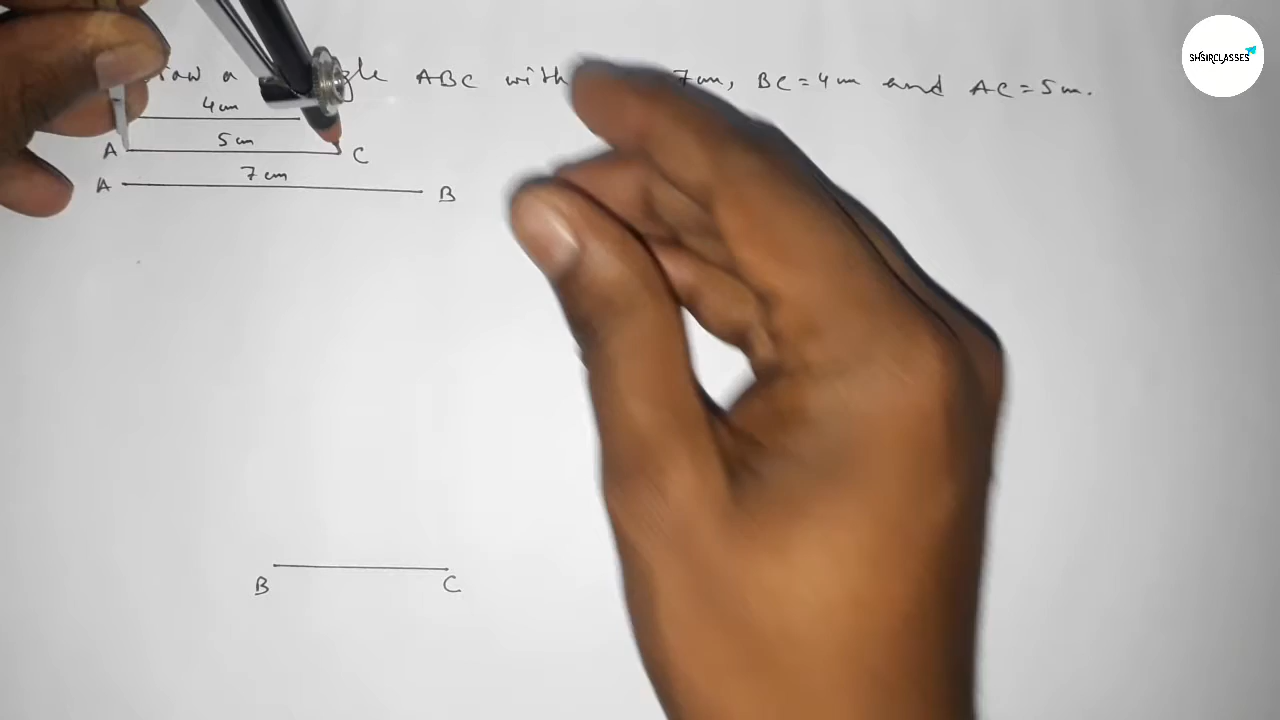 ABC with 7cm, BC=4cm and AC=5cm.
4cm
5cm
A C
7cm
A B
B C
SHSIRCLASSES